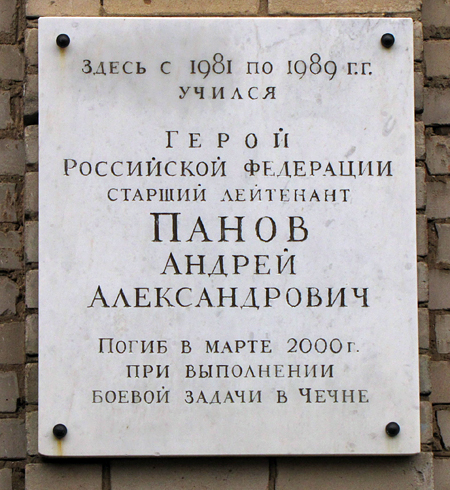 Здесь с 1981 по 1989 г.г.
учился
Герой
Российской Федерации
старший лейтенант
Панов
Андрей
Александрович
Погиб в марте 2000 г.
при выполнении
боевой задачи в Чечне